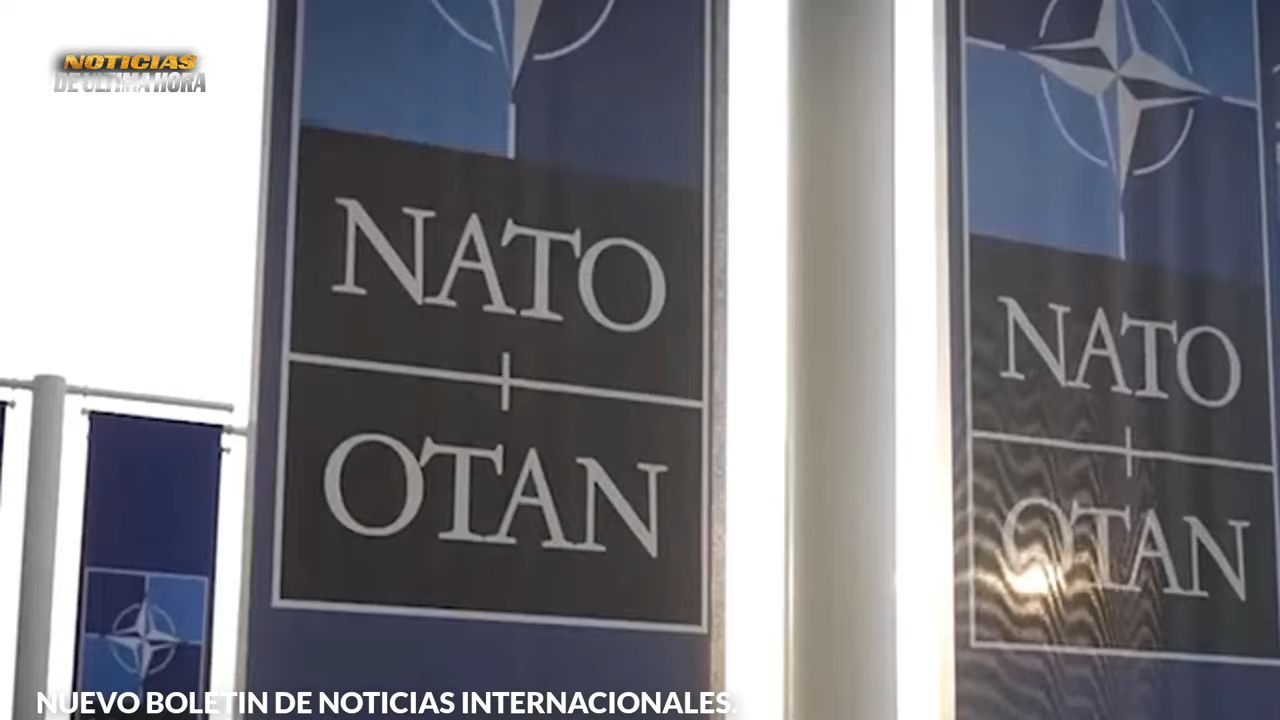 NOTICIAS
DE ULTIMA HORA
NATO
OTAN
NATO
OTAN
NUEVO BOLETIN DE NOTICIAS INTERNACIONALES.